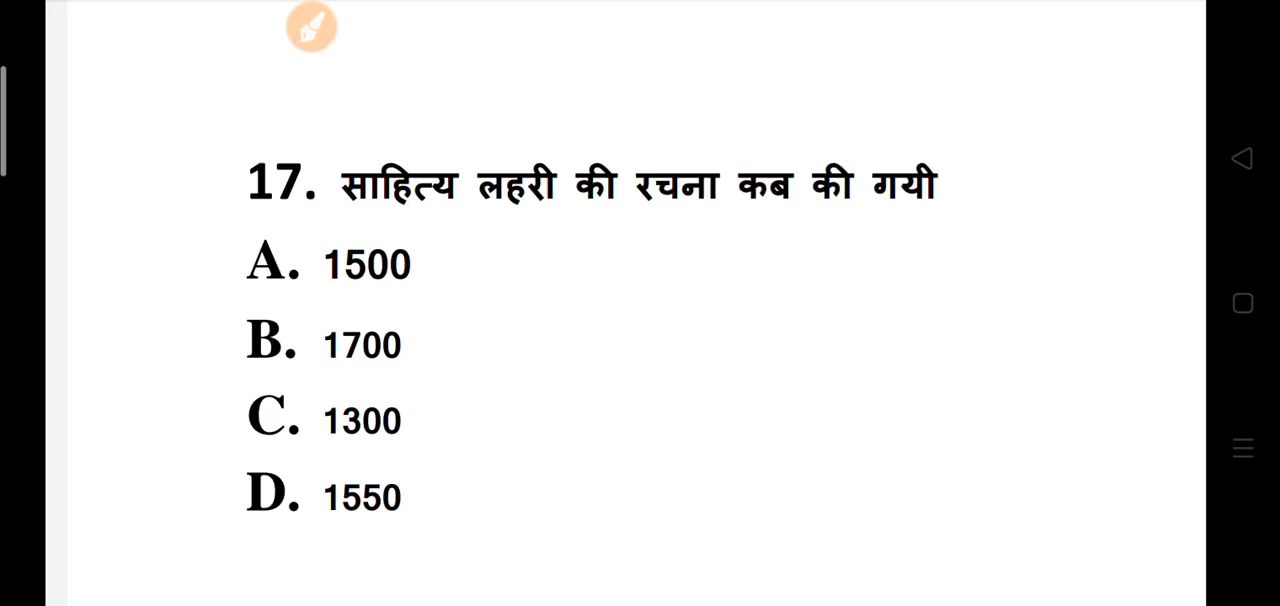 17. साहित्य लहरी की रचना कब की गयी
A. 1500
B. 1700
C. 1300
D. 1550